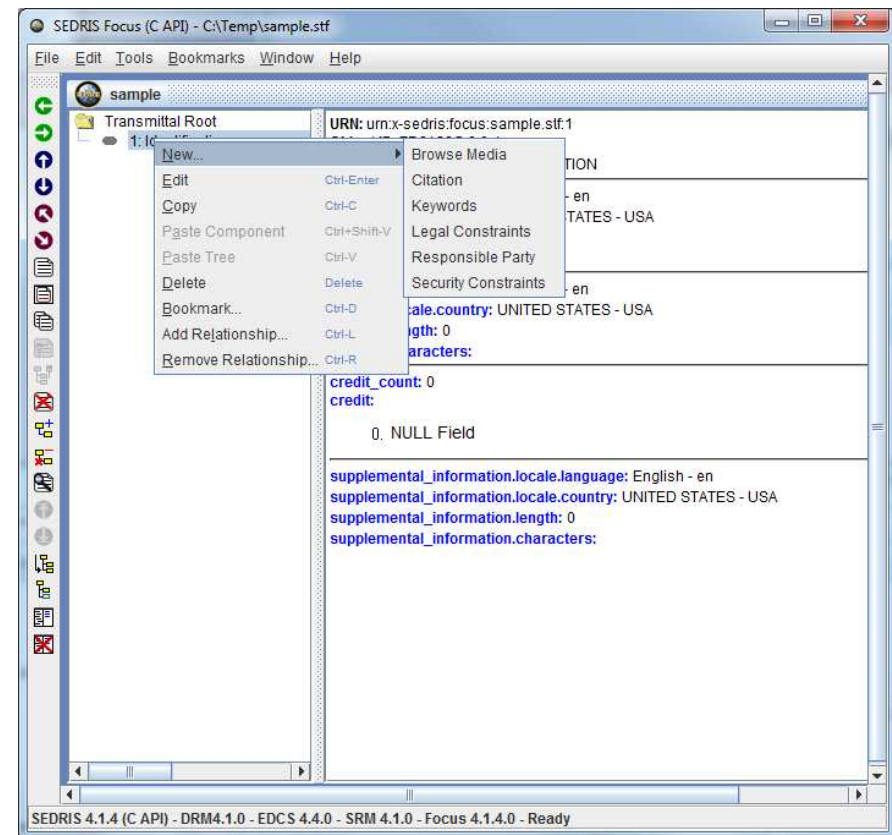 SEDRIS Focus (C API) - C:\Temp\sample.stf
File Edit Tools Bookmarks Window Help
sample
Transmittal Root
1:
URN: urn:x-sedris:focus:sample.stf:1
New...
Edit Ctrl-Enter
Copy Ctrl-C
Paste Component Ctrl+Shift-V
Paste Tree Ctrl-V
Delete Delete
Bookmark... Ctrl-D
Add Relationship... Ctrl-L
Remove Relationship... Ctrl-R
Browse Media
Citation
Keywords
Legal Constraints
Responsible Party
Security Constraints
TION
- en
TATES - USA
- en
ale.country: UNITED STATES - USA
gth: 0
aracters:
credit_count: 0
credit:
0. NULL Field
supplemental_information.locale.language: English - en
supplemental_information.locale.country: UNITED STATES - USA
supplemental_information.length: 0
supplemental_information.characters:
SEDRIS 4.1.4 (C API) - DRM4.1.0 - EDCS 4.4.0 - SRM 4.1.0 - Focus 4.1.4.0 - Ready